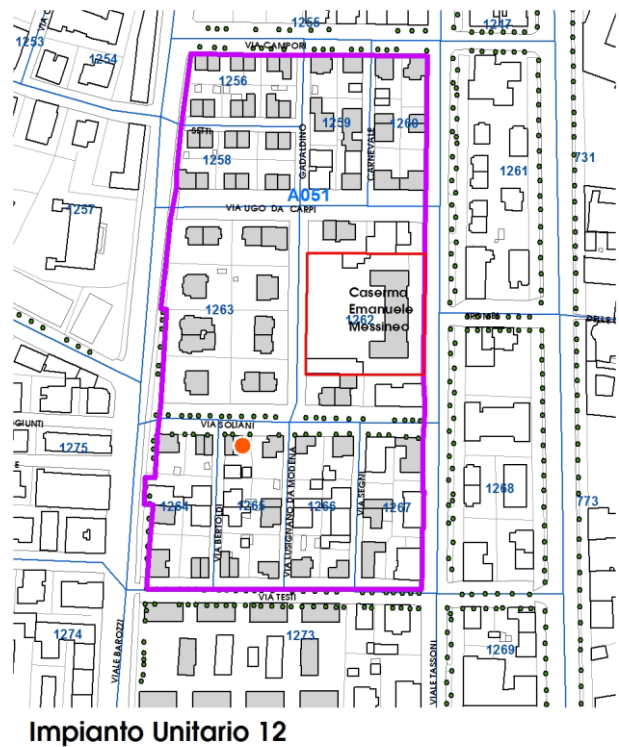 1255
1247
1253
VIA CAMPORI
1254
1256
1259
1260
SETTI
1258
GADALDINO
CARNEVALE
731
1261
A051
1257
VIA UGO DA CARPI
1263
Caserma
1262
Emanuele
Messineo
VIA SOLIANI
GIUNTI
1275
E
1264
VIA BERTOLDI
1265
VIA LUSIGNANO DA MODENA
1266
VIA SEGNI
1267
1268
773
VIA TESTI
1274
VIALE BAROZZI
1273
VIALE TASSONI
1269
Impianto Unitario 12